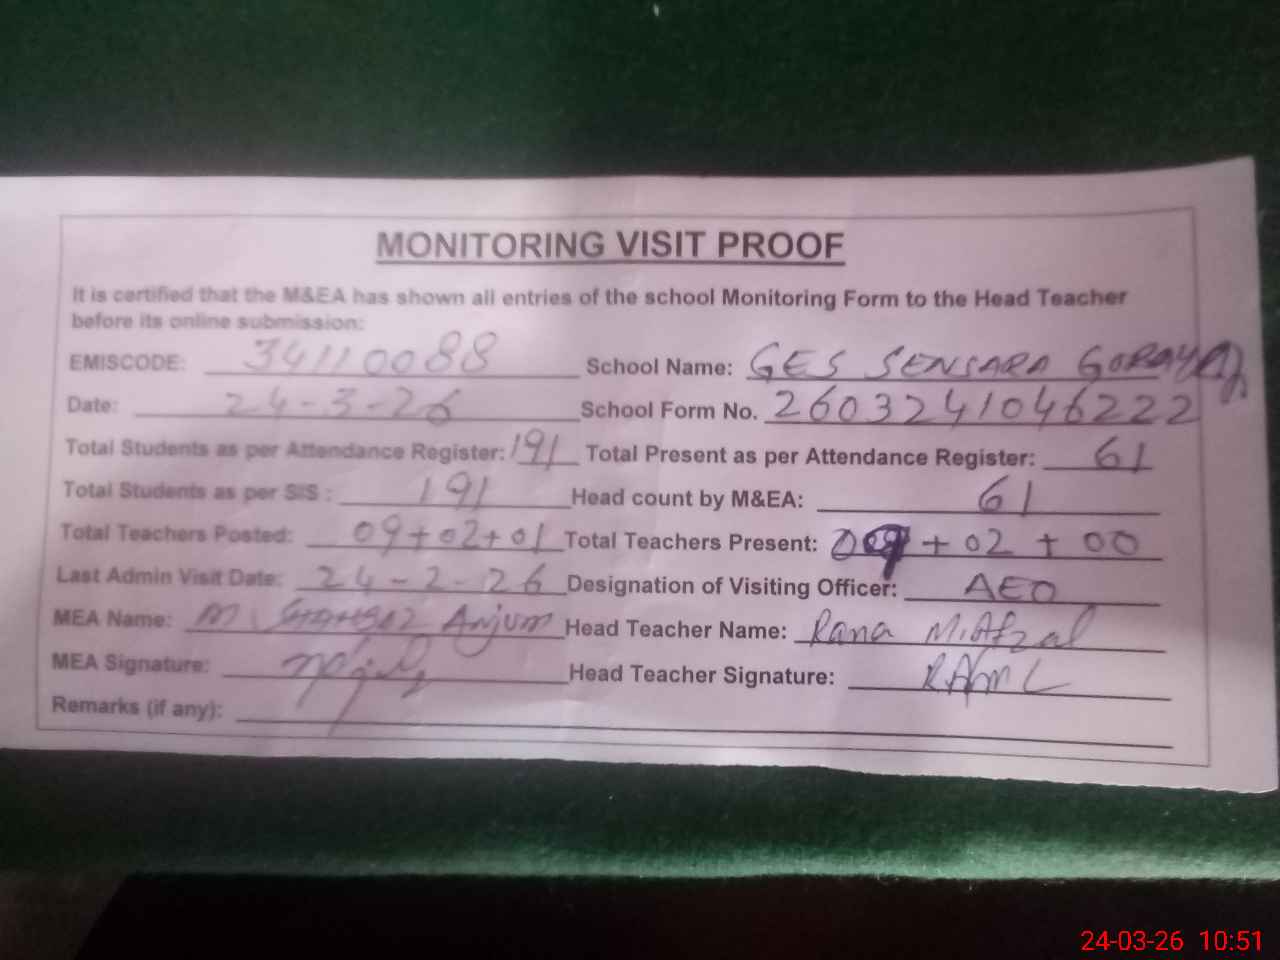 MONITORING VISIT PROOF
It is certified that the M&EA has shown all entries of the school Monitoring Form to the Head Teacher
before its online submission:
EMISCODE: 34110088 School Name: GES SENSARA GORAYA
Date: 24-3-26 School Form No. 2603241046222
Total Students as per Attendance Register: 191 Total Present as per Attendance Register: 61
Total Students as per SIS : 191 Head count by M&EA: 61
Total Teachers Posted: 09+02+01 Total Teachers Present: 09 + 02 + 00
Last Admin Visit Date: 24-2-26 Designation of Visiting Officer: AEO
MEA Name: M Anjum Head Teacher Name: Rana M.Afzal
MEA Signature: Head Teacher Signature:
Remarks (if any):
24-03-26 10:51